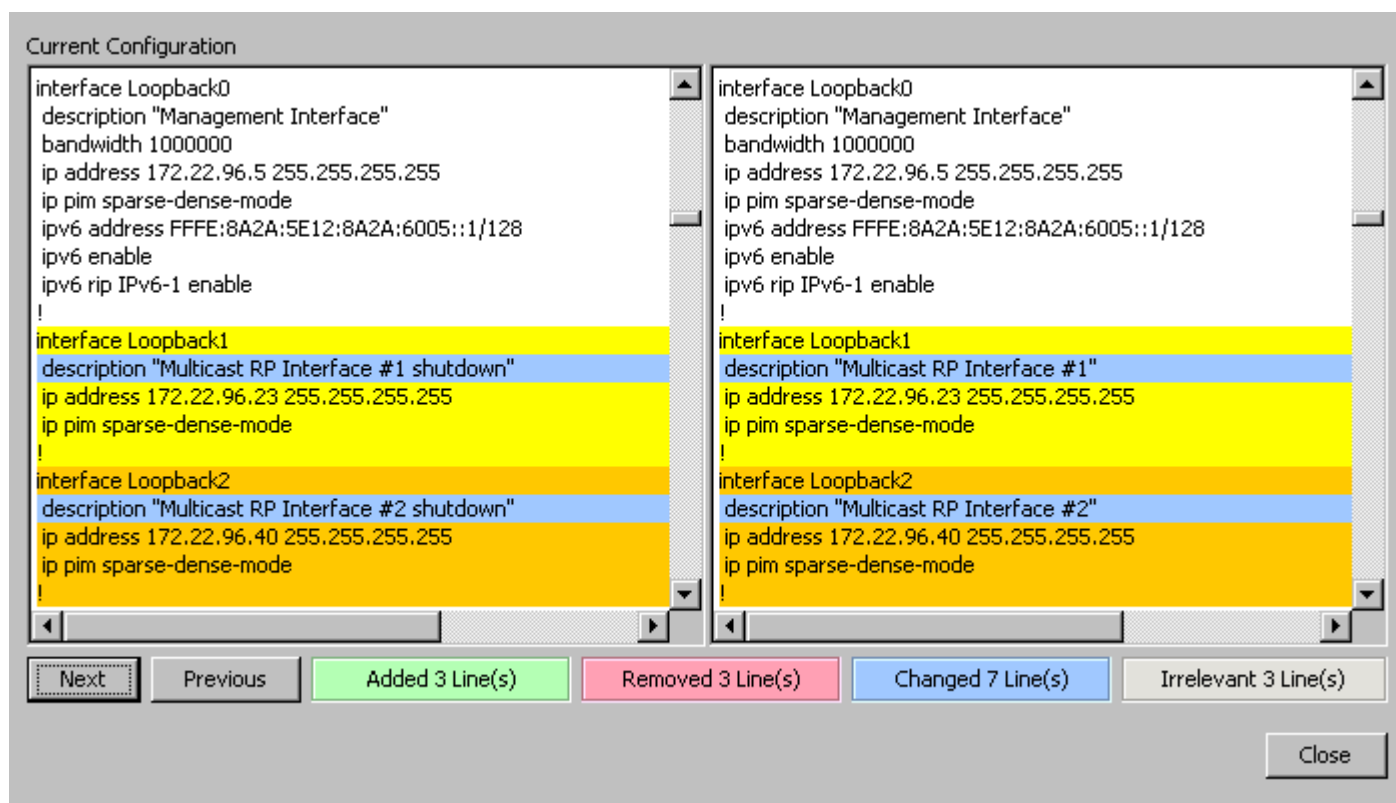 Current Configuration
interface Loopback0
description "Management Interface"
bandwidth 1000000
ip address 172.22.96.5 255.255.255.255
ip pim sparse-dense-mode
ipv6 address FFFE:8A2A:5E12:8A2A:6005::1/128
ipv6 enable
ipv6 rip IPv6-1 enable
!
interface Loopback1
description "Multicast RP Interface #1 shutdown"
ip address 172.22.96.23 255.255.255.255
ip pim sparse-dense-mode
!
interface Loopback2
description "Multicast RP Interface #2 shutdown"
ip address 172.22.96.40 255.255.255.255
ip pim sparse-dense-mode
!
interface Loopback0
description "Management Interface"
bandwidth 1000000
ip address 172.22.96.5 255.255.255.255
ip pim sparse-dense-mode
ipv6 address FFFE:8A2A:5E12:8A2A:6005::1/128
ipv6 enable
ipv6 rip IPv6-1 enable
!
interface Loopback1
description "Multicast RP Interface #1"
ip address 172.22.96.23 255.255.255.255
ip pim sparse-dense-mode
!
interface Loopback2
description "Multicast RP Interface #2"
ip address 172.22.96.40 255.255.255.255
ip pim sparse-dense-mode
!
Next
Previous
Added 3 Line(s)
Removed 3 Line(s)
Changed 7 Line(s)
Irrelevant 3 Line(s)
Close